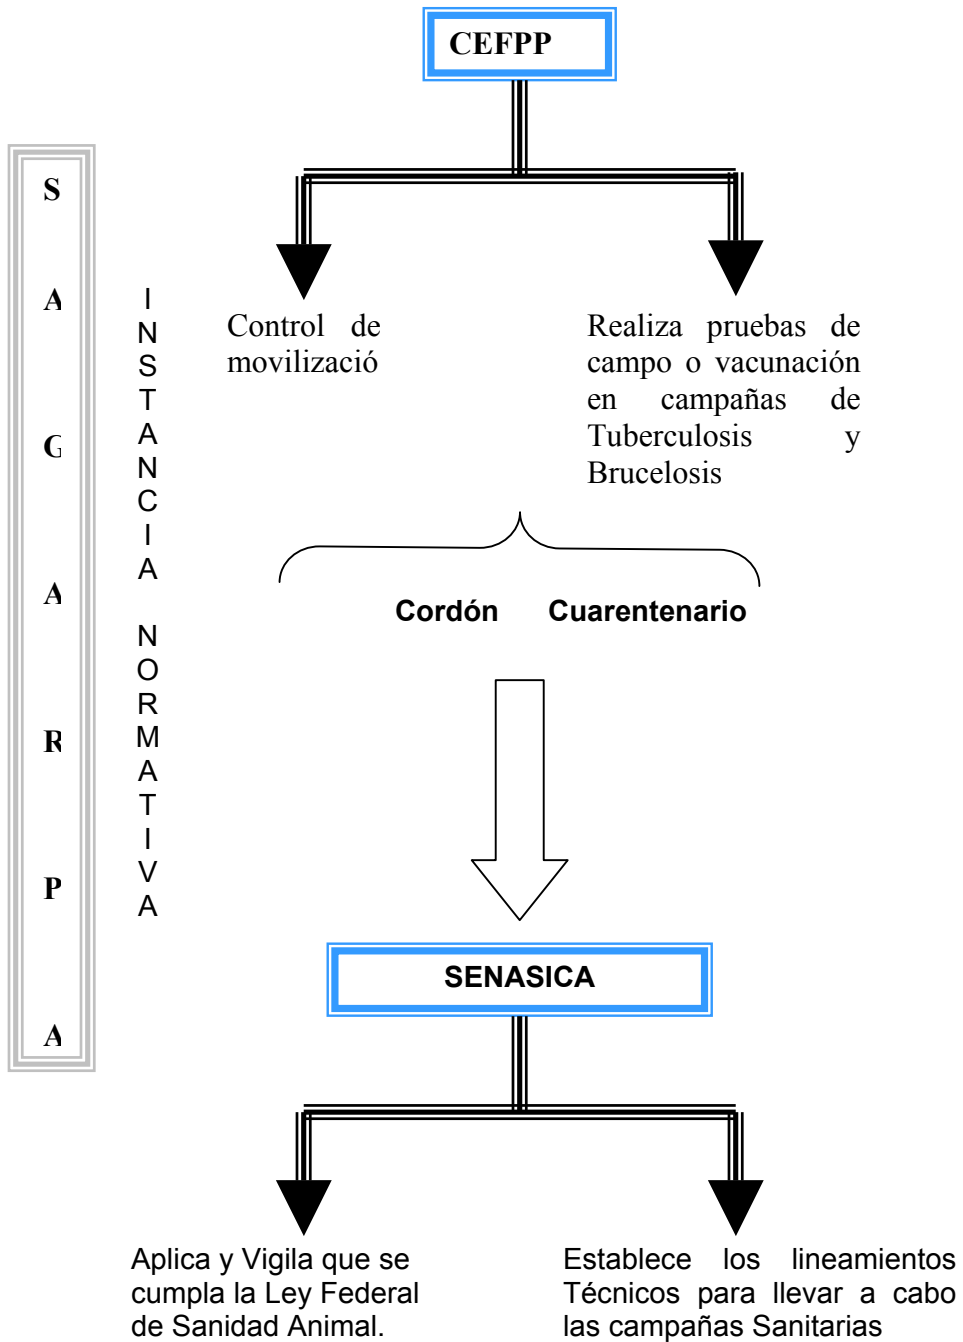 CEFPP
S
A
G
A
R
P
A
I
N
S
T
A
N
C
I
A
N
O
R
M
A
T
I
V
A
Control de
movilizació
Realiza pruebas de
campo o vacunación
en campañas de
Tuberculosis y
Brucelosis
Cordón Cuarentenario
SENASICA
Aplica y Vigila que se
cumpla la Ley Federal
de Sanidad Animal.
Establece los lineamientos
Técnicos para llevar a cabo
las campañas Sanitarias